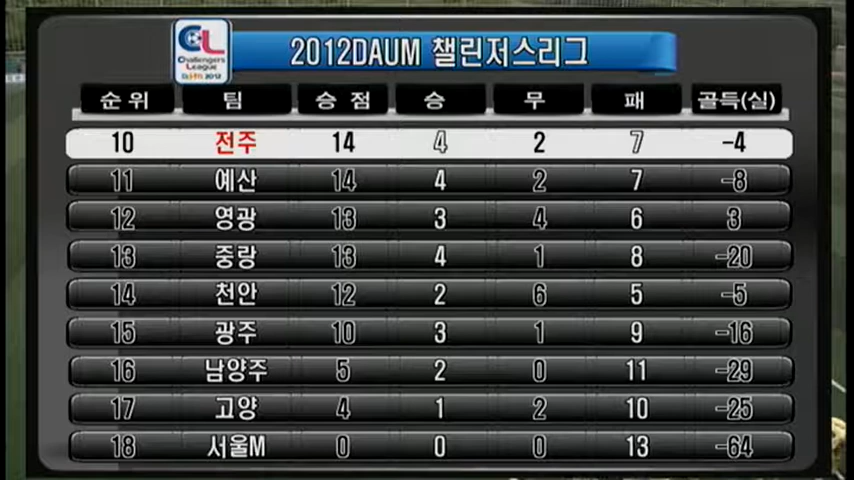 CL
Challengers
League
2012
2012DAUM 챌린저스리그
순 위 팀 승 점 승 무 패 골득(실)
10 전주 14 4 2 7 -4
11 예산 14 4 2 7 -8
12 영광 13 3 4 6 3
13 중랑 13 4 1 8 -20
14 천안 12 2 6 5 -5
15 광주 10 3 1 9 -16
16 남양주 5 2 0 11 -29
17 고양 4 1 2 10 -25
18 서울M 0 0 0 13 -64